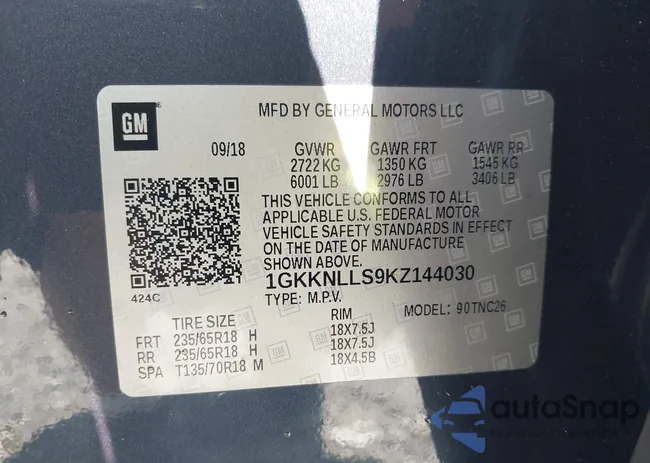 GM
MFD BY GENERAL MOTORS LLC
09/18 GVWR GAWR FRT GAWR RR
2722 KG 1350 KG 1545 KG
6001 LB 2976 LB 3406 LB
THIS VEHICLE CONFORMS TO ALL
APPLICABLE U.S. FEDERAL MOTOR
VEHICLE SAFETY STANDARDS IN EFFECT
ON THE DATE OF MANUFACTURE
SHOWN ABOVE.
424C
1GKKNLLS9KZ144030
TYPE: M.P.V. MODEL: 90TNC26
TIRE SIZE RIM
FRT 235/65R18 H 18X7.5J
RR 235/65R18 H 18X7.5J
SPA T135/70R18 M 18X4.5B
autoSnap